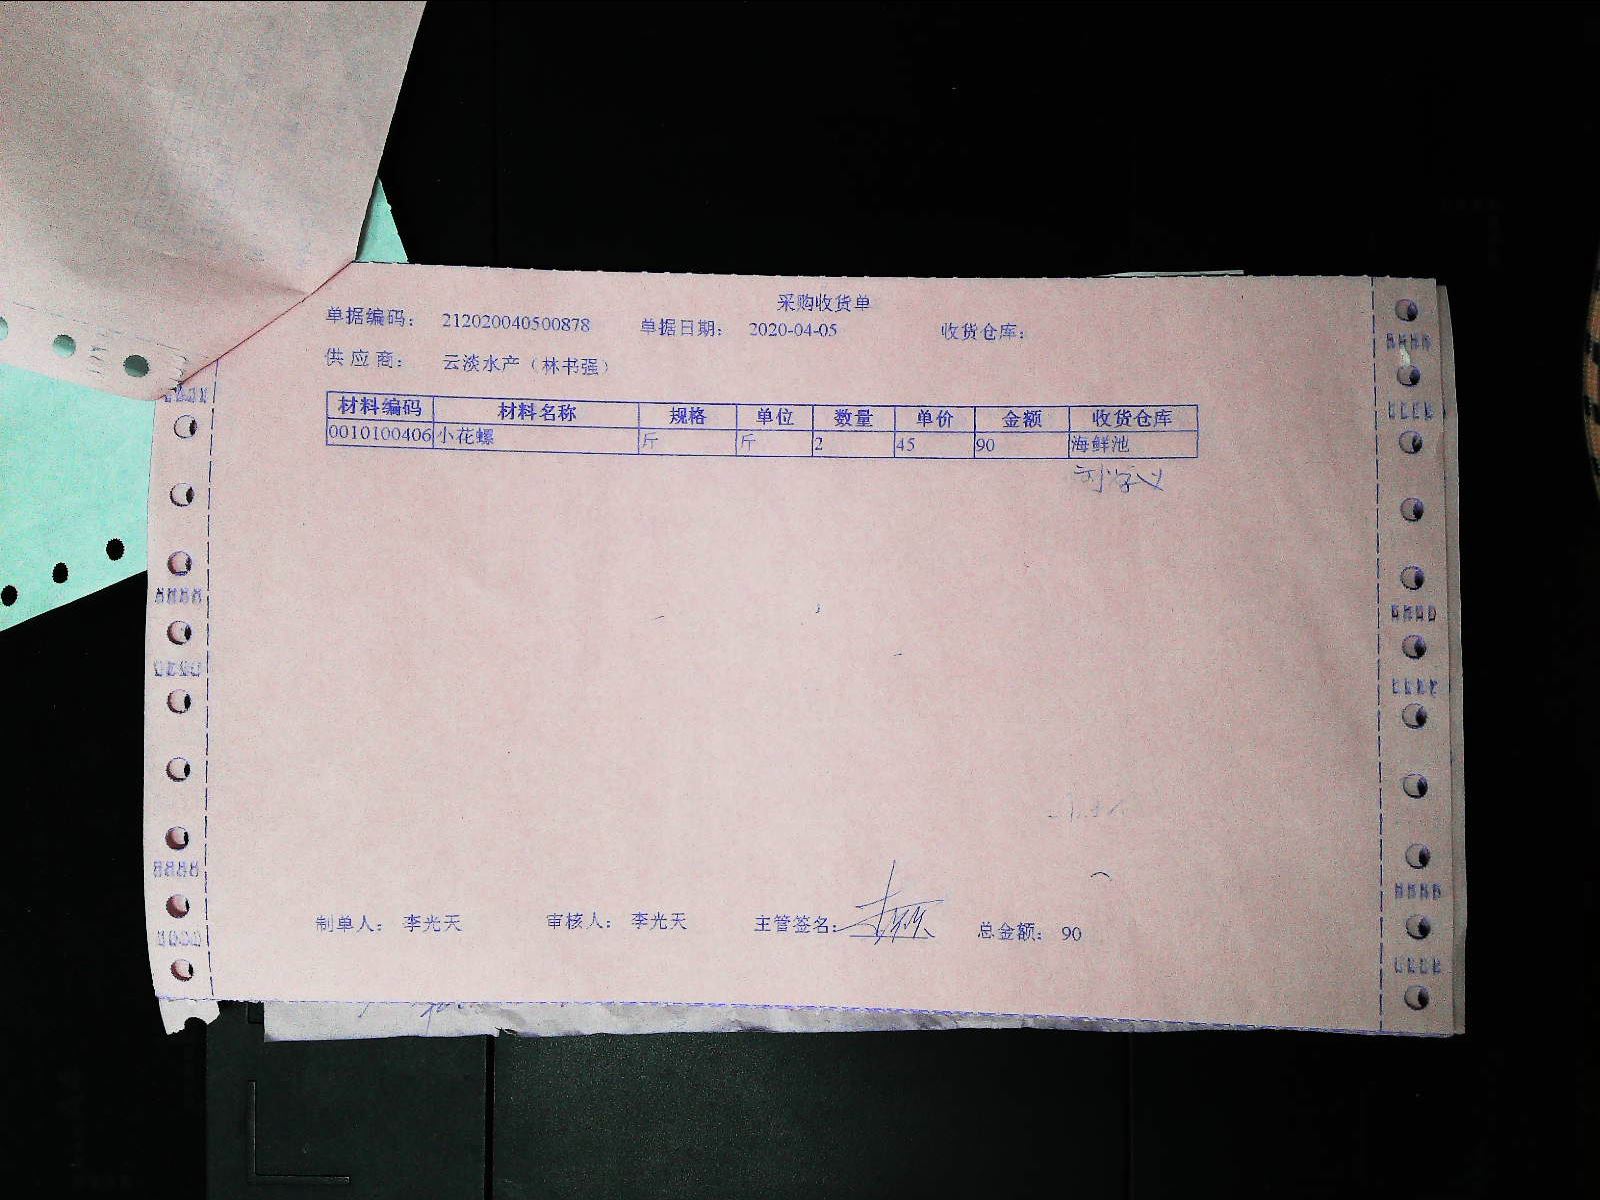 采购收货单
单据编码： 212020040500878 单据日期： 2020-04-05 收货仓库：
供应商： 云淡水产（林书强）
材料编码 材料名称 规格 单位 数量 单价 金额 收货仓库
0010100406 小花螺 斤 斤 2 45 90 海鲜池
制单人： 李光天 审核人： 李光天 主管签名： 总金额： 90